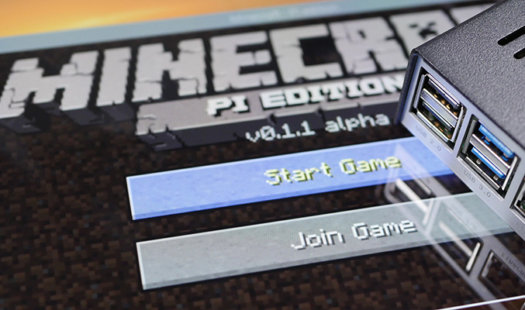 MINECRA
PI EDITION
v0.1.1 alpha
Start Game
Join Game